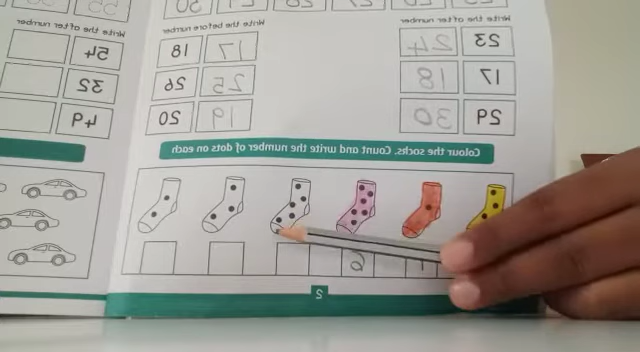 Write the after number
23 24
17 18
29 30
Write the before number
17 18
25 26
19 20
Colour the socks. Count and write the number of dots on each
6
2
Write the after number
54
32
49